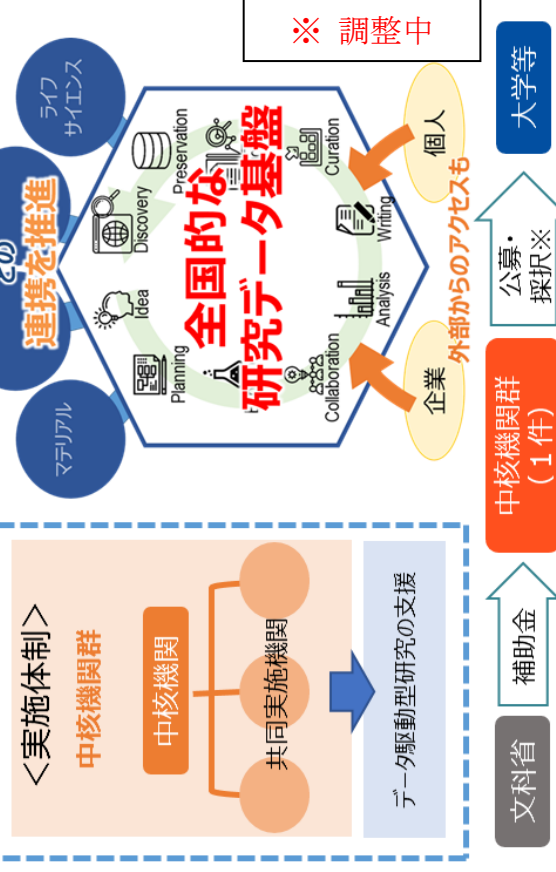 ※ 調整中
との
連携を推進
マテリアル
ライフ
サイエンス
Planning
Idea
Discovery
Preservation
全国的な
研究データ基盤
Collaboration
Analysis
Writing
Curation
企業
個人
外部からのアクセスも
<実施体制>
中核機関群
中核機関
共同実施機関
データ駆動型研究の支援
文科省
補助金
中核機関群
(1件)
公募・
採択※
大学等